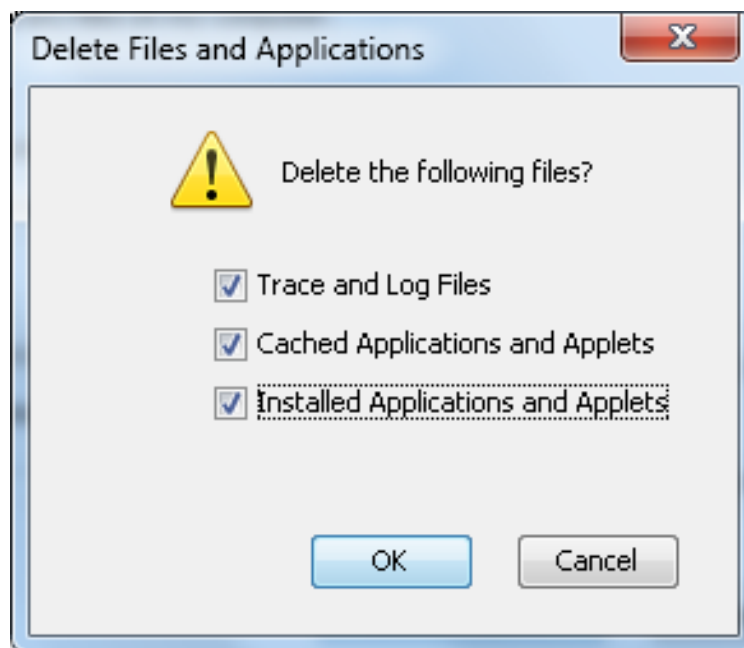 Delete Files and Applications
Delete the following files?
Trace and Log Files
Cached Applications and Applets
Installed Applications and Applets
OK
Cancel